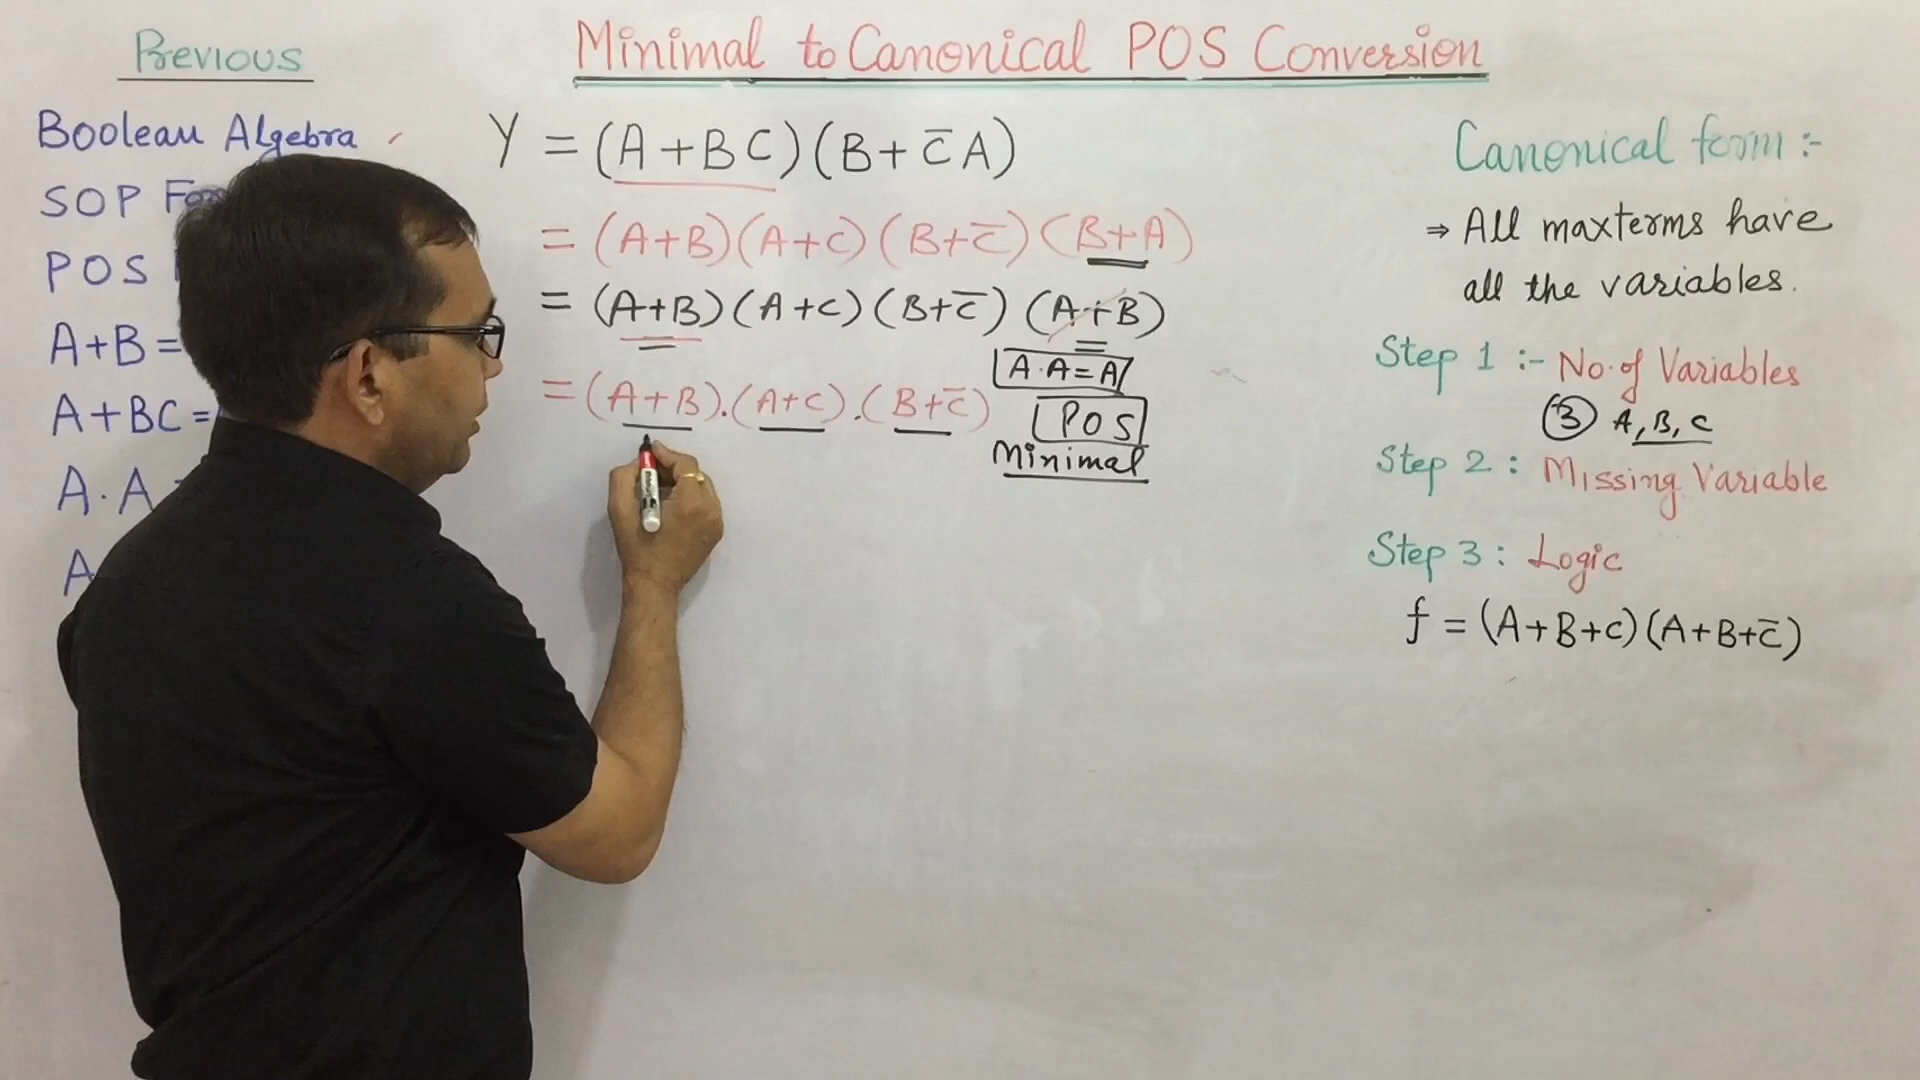 Previous
Boolean Algebra
SOP
POS
A+B=
A+BC=
A.A
A
Minimal to Canonical POS Conversion
Y = (A+BC)(B+C̅A)
= (A+B)(A+C)(B+C̅)(B+A)
= (A+B)(A+C)(B+C̅)(A+B)
A.A=A
= (A+B).(A+C).(B+C̅)
POS
Minimal
Canonical form :-
⇒ All maxterms have
all the variables.
Step 1 :- No. of Variables
3 A, B, C
Step 2 : Missing Variable
Step 3 : Logic
f = (A+B+C)(A+B+C̅)